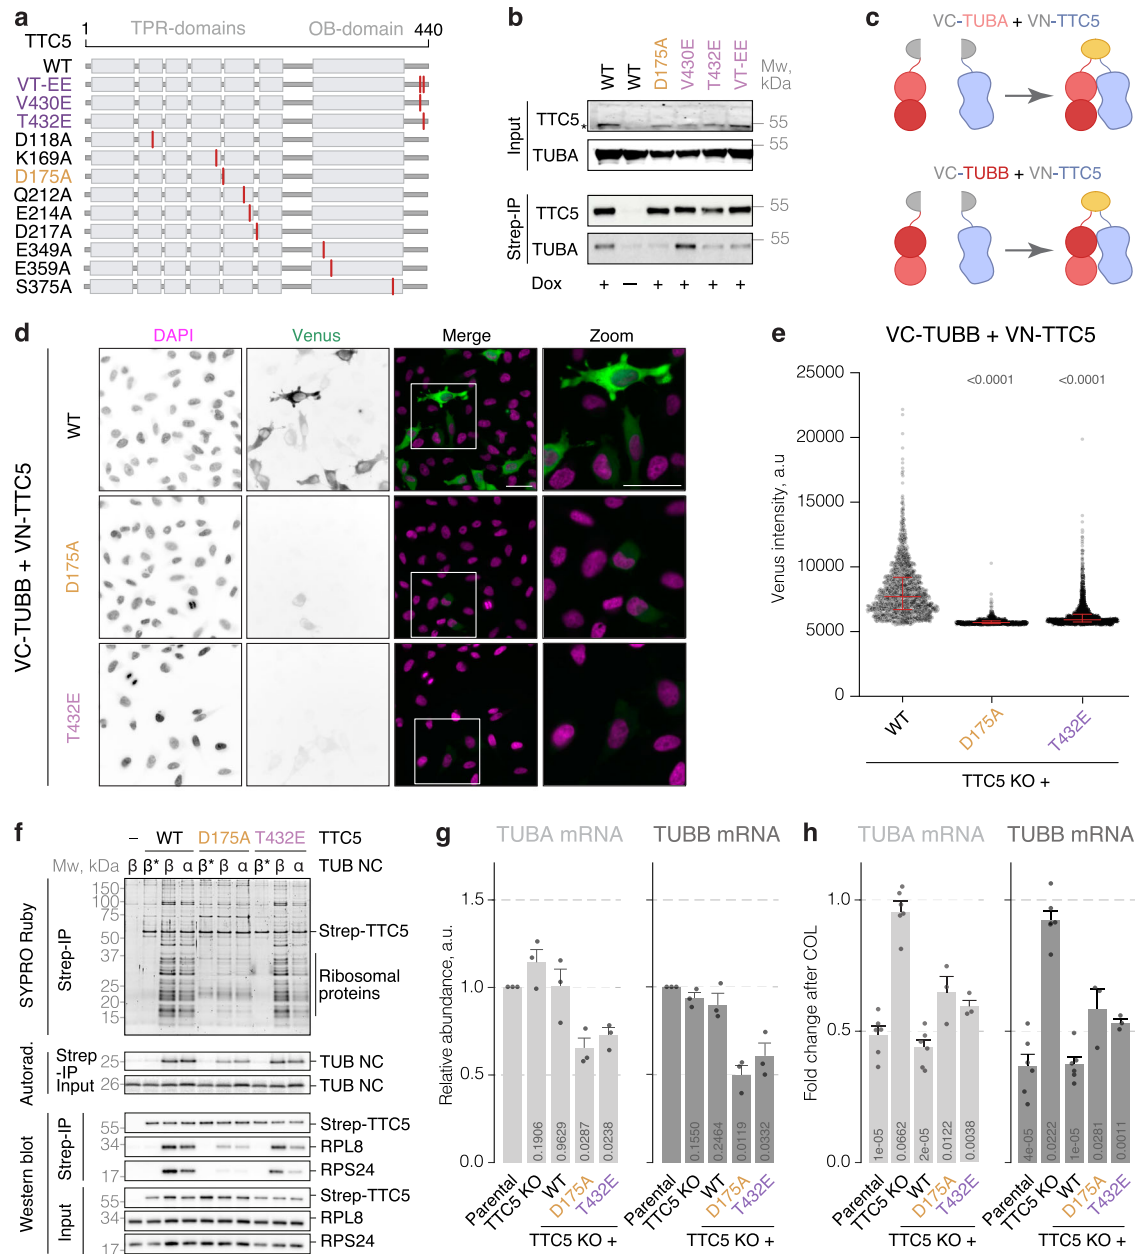 a
1 TPR-domains OB-domain 440
TTC5
WT
VT-EE
V430E
T432E
D118A
K169A
D175A
Q212A
E214A
D217A
E349A
E359A
S375A
b
WT WT D175A V430E T432E VT-EE Mw, kDa
Input
TTC5 * 55
TUBA 55
Strep-IP
TTC5 55
TUBA 55
Dox + – + + + +
c
VC-TUBA + VN-TTC5
VC-TUBB + VN-TTC5
d
DAPI Venus Merge Zoom
VC-TUBB + VN-TTC5
WT
D175A
T432E
e
VC-TUBB + VN-TTC5
Venus intensity, a.u
25000
20000
15000
10000
5000
0
<0.0001 <0.0001
WT D175A T432E
TTC5 KO +
f
– WT D175A T432E TTC5
Mw, kDa β β* β α β* β α β* β α TUB NC
SYPRO Ruby
Strep-IP
150
100
75
50
37
25
20
15
Strep-TTC5
Ribosomal
proteins
Autorad.
Strep-IP 25 TUB NC
Input 26 TUB NC
Western blot
Strep-IP
55 Strep-TTC5
34 RPL8
17 RPS24
Input
55 Strep-TTC5
34 RPL8
17 RPS24
g
TUBA mRNA TUBB mRNA
Relative abundance, a.u.
1.5
1.0
0.5
0.0
0.1906 0.9629 0.0287 0.0238
0.1550 0.2464 0.0119 0.0332
Parental TTC5 KO WT D175A T432E
TTC5 KO +
Parental TTC5 KO WT D175A T432E
TTC5 KO +
h
TUBA mRNA TUBB mRNA
Fold change after COL
1.0
0.5
0.0
1e-05 0.0662 2e-05 0.0122 0.0038
4e-05 0.0222 1e-05 0.0281 0.0011
Parental TTC5 KO WT D175A T432E
TTC5 KO +
Parental TTC5 KO WT D175A T432E
TTC5 KO +